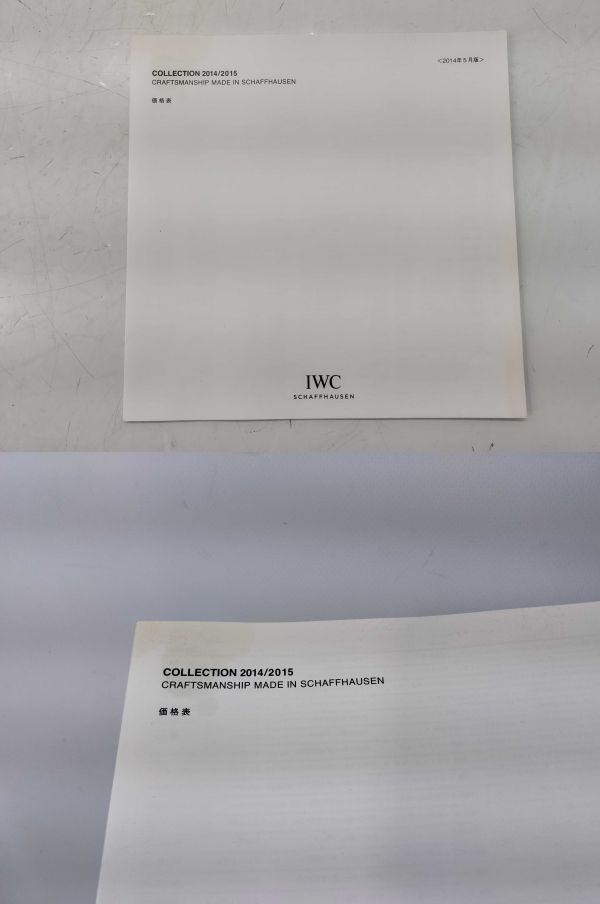 COLLECTION 2014/2015
CRAFTSMANSHIP MADE IN SCHAFFHAUSEN
価格表
<2014年5月版>
IWC
SCHAFFHAUSEN
COLLECTION 2014/2015
CRAFTSMANSHIP MADE IN SCHAFFHAUSEN
価格表